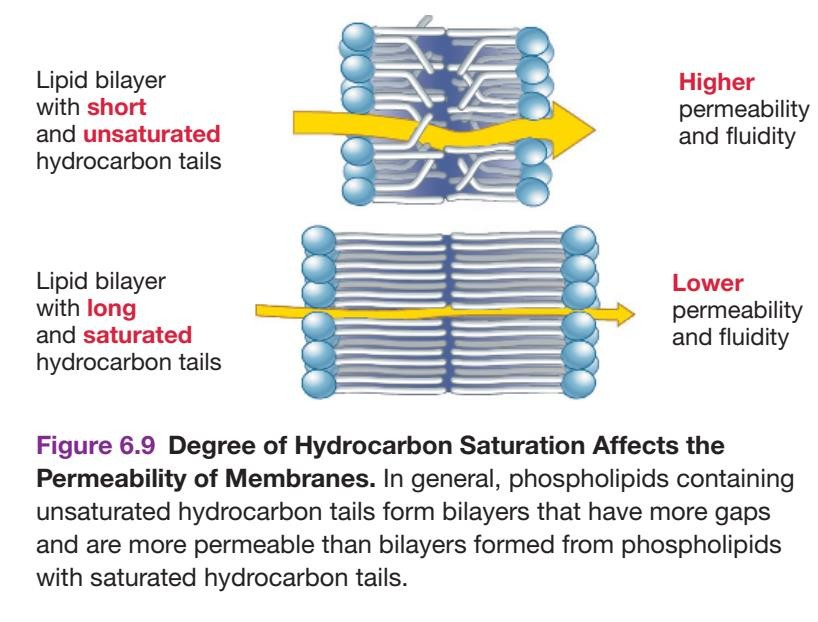 Lipid bilayer
with short
and unsaturated
hydrocarbon tails
Higher
permeability
and fluidity
Lipid bilayer
with long
and saturated
hydrocarbon tails
Lower
permeability
and fluidity
Figure 6.9 Degree of Hydrocarbon Saturation Affects the
Permeability of Membranes. In general, phospholipids containing
unsaturated hydrocarbon tails form bilayers that have more gaps
and are more permeable than bilayers formed from phospholipids
with saturated hydrocarbon tails.